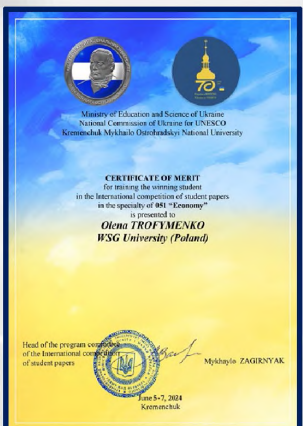 70
Ministry of Education and Science of Ukraine
National Commission of Ukraine for UNESCO
Kremenchuk Mykhailo Ostrohradskyi National University
CERTIFICATE OF MERIT
for training the winning student
in the International competition of student papers
in the specialty of 051 “Economy”
is presented to
Olena TROFYMENKO
WSG University (Poland)
Head of the program committee
of the International competition
of student papers
Mykhaylo ZAGIRNYAK
June 5-7, 2024
Kremenchuk